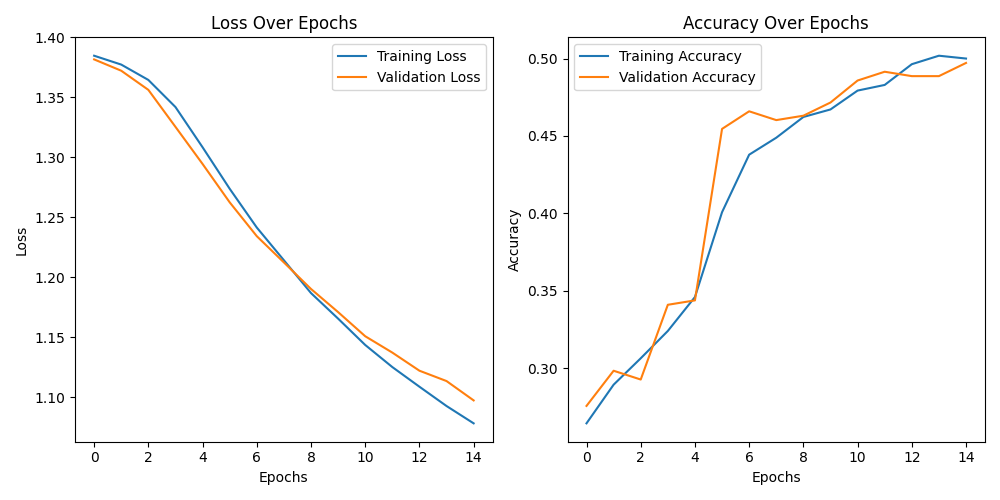 Loss Over Epochs
1.40
1.35
1.30
1.25
1.20
1.15
1.10
Loss
Training Loss
Validation Loss
0 2 4 6 8 10 12 14
Epochs
Accuracy Over Epochs
0.50
0.45
0.40
0.35
0.30
Accuracy
Training Accuracy
Validation Accuracy
0 2 4 6 8 10 12 14
Epochs